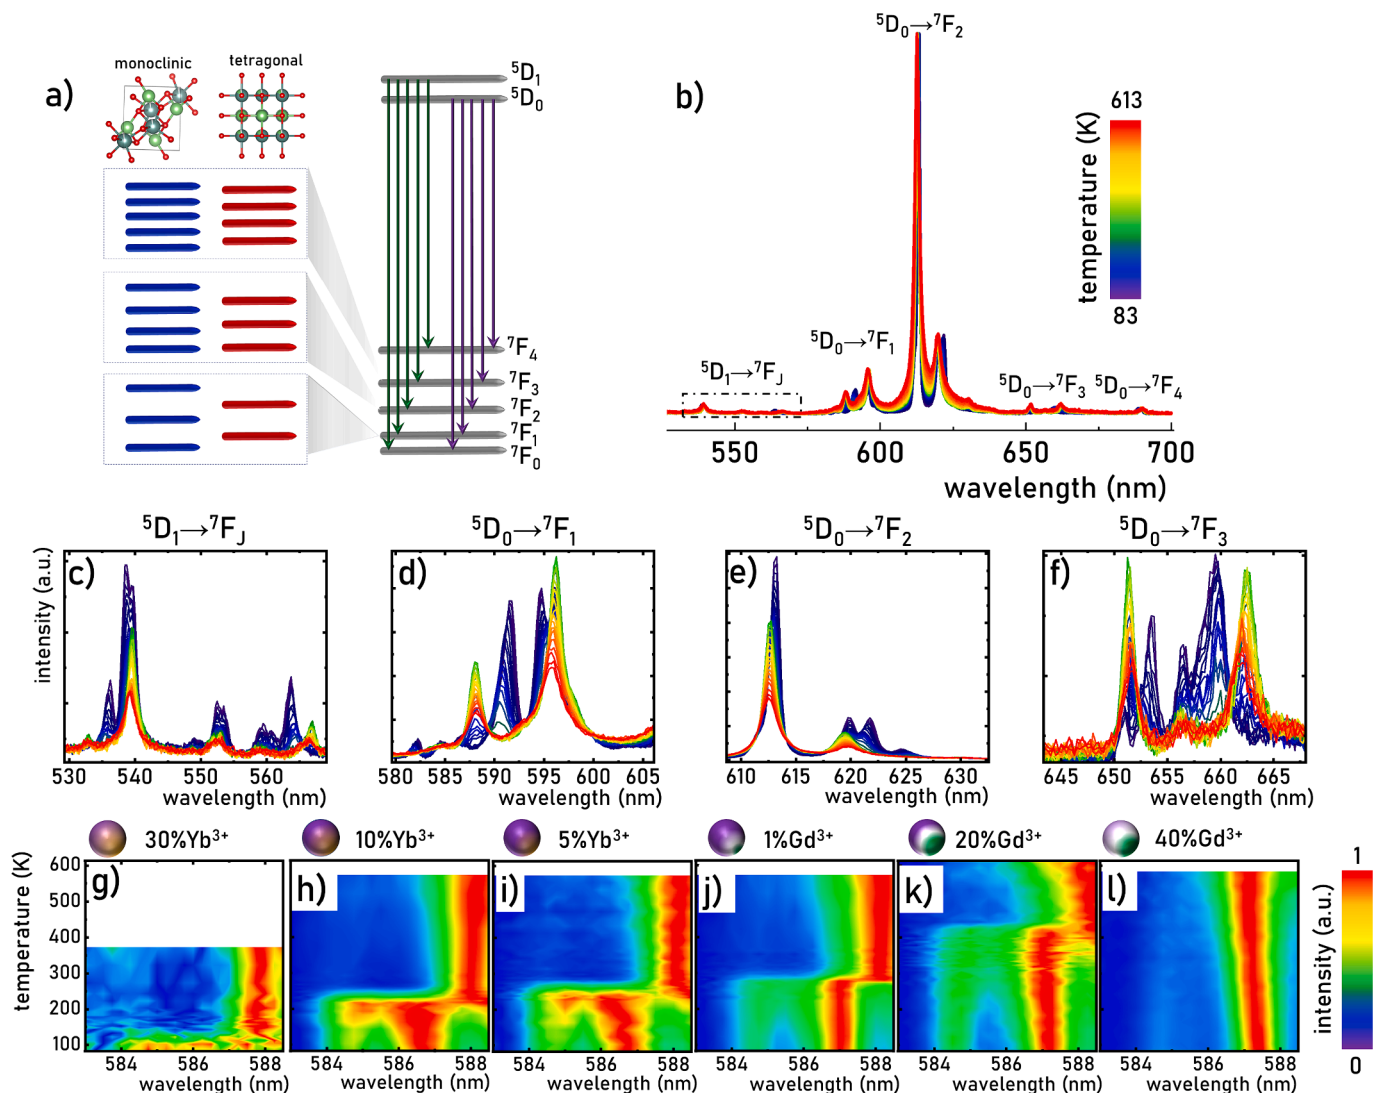 a)
monoclinic
tetragonal
⁵D₁
⁵D₀
⁷F₄
⁷F₃
⁷F₂
⁷F₁
⁷F₀
b)
⁵D₀→⁷F₂
⁵D₀→⁷F₁
⁵D₁→⁷F_J
⁵D₀→⁷F₃
⁵D₀→⁷F₄
613
temperature (K)
83
550 600 650 700
wavelength (nm)
⁵D₁→⁷F_J
c)
intensity (a.u.)
530 540 550 560
wavelength (nm)
⁵D₀→⁷F₁
d)
580 585 590 595 600 605
wavelength (nm)
⁵D₀→⁷F₂
e)
610 615 620 625 630
wavelength (nm)
⁵D₀→⁷F₃
f)
645 650 655 660 665
wavelength (nm)
30%Yb³⁺
10%Yb³⁺
5%Yb³⁺
1%Gd³⁺
20%Gd³⁺
40%Gd³⁺
temperature (K)
600
500
400
300
200
100
g)
584 586 588
wavelength (nm)
h)
584 586 588
wavelength (nm)
i)
584 586 588
wavelength (nm)
j)
584 586 588
wavelength (nm)
k)
584 586 588
wavelength (nm)
l)
584 586 588
wavelength (nm)
1
intensity (a.u.)
0